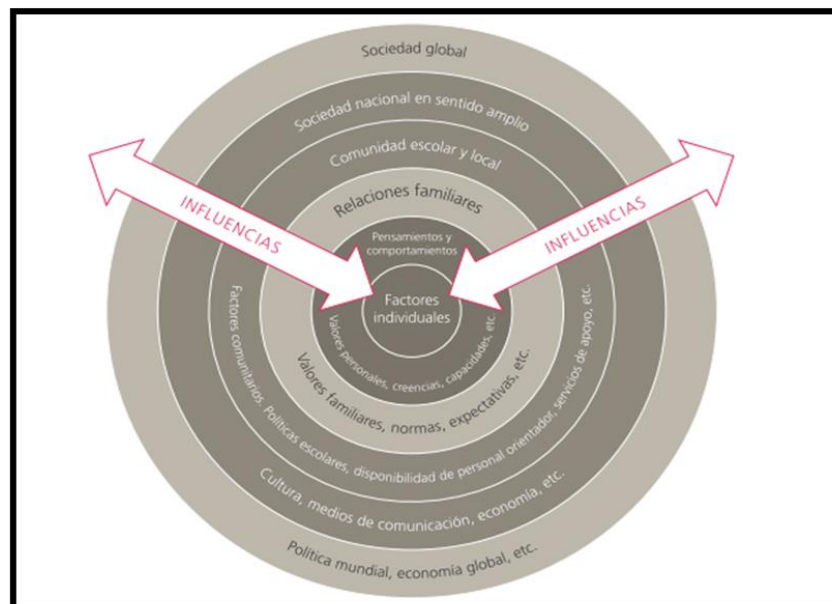 Sociedad global
Sociedad nacional en sentido amplio
Comunidad escolar y local
Relaciones familiares
Pensamientos y
comportamientos
INFLUENCIAS
INFLUENCIAS
Factores
individuales
Valores personales, creencias, capacidades, etc.
Valores familiares, normas, expectativas, etc.
Factores comunitarios. Políticas escolares, disponibilidad de personal orientador, servicios de apoyo, etc.
Cultura, medios de comunicación, economía, etc.
Política mundial, economía global, etc.